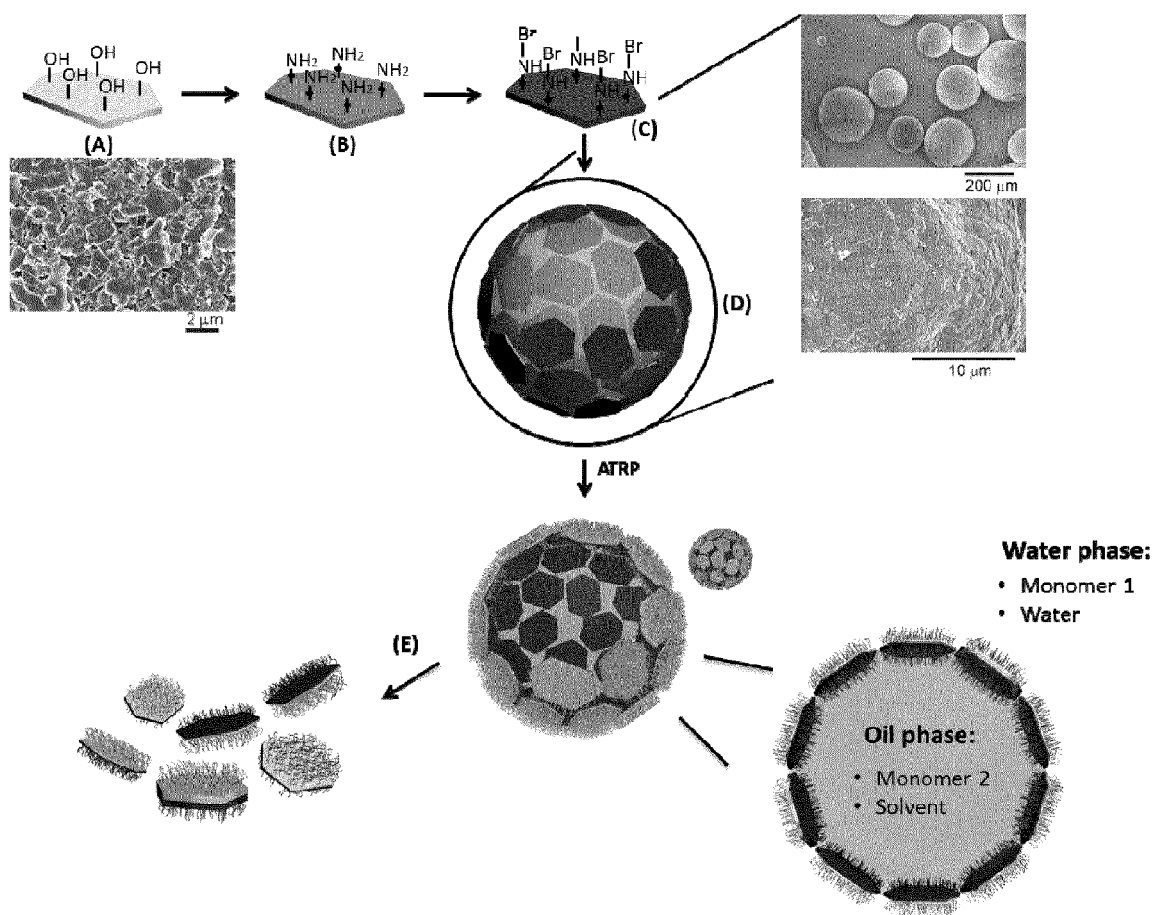 OH
OH
OH
OH
OH
(A)
2 μm
NH₂
NH₂
NH₂
NH₂
NH₂
NH₂
(B)
Br
Br
Br
Br
NH
NH
NH
NH
NH
(C)
200 μm
10 μm
(D)
ATRP
(E)
Water phase:
• Monomer 1
• Water
Oil phase:
• Monomer 2
• Solvent